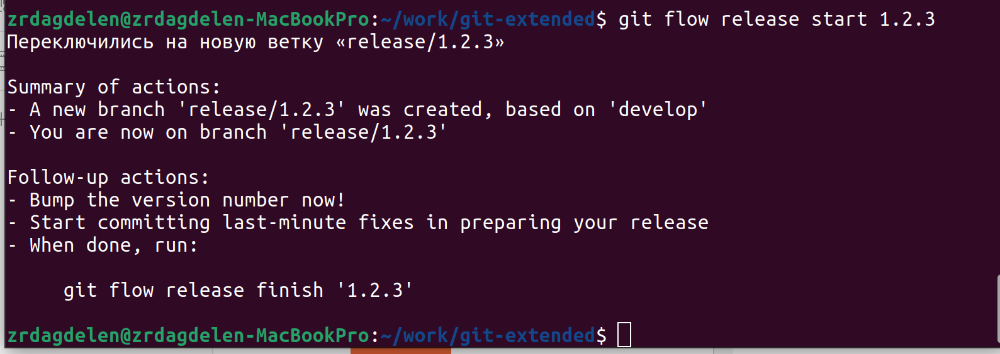 zrdagdelen@zrdagdelen-MacBookPro:~/work/git-extended$ git flow release start 1.2.3
Переключились на новую ветку «release/1.2.3»
Summary of actions:
- A new branch 'release/1.2.3' was created, based on 'develop'
- You are now on branch 'release/1.2.3'
Follow-up actions:
- Bump the version number now!
- Start committing last-minute fixes in preparing your release
- When done, run:
git flow release finish '1.2.3'
zrdagdelen@zrdagdelen-MacBookPro:~/work/git-extended$